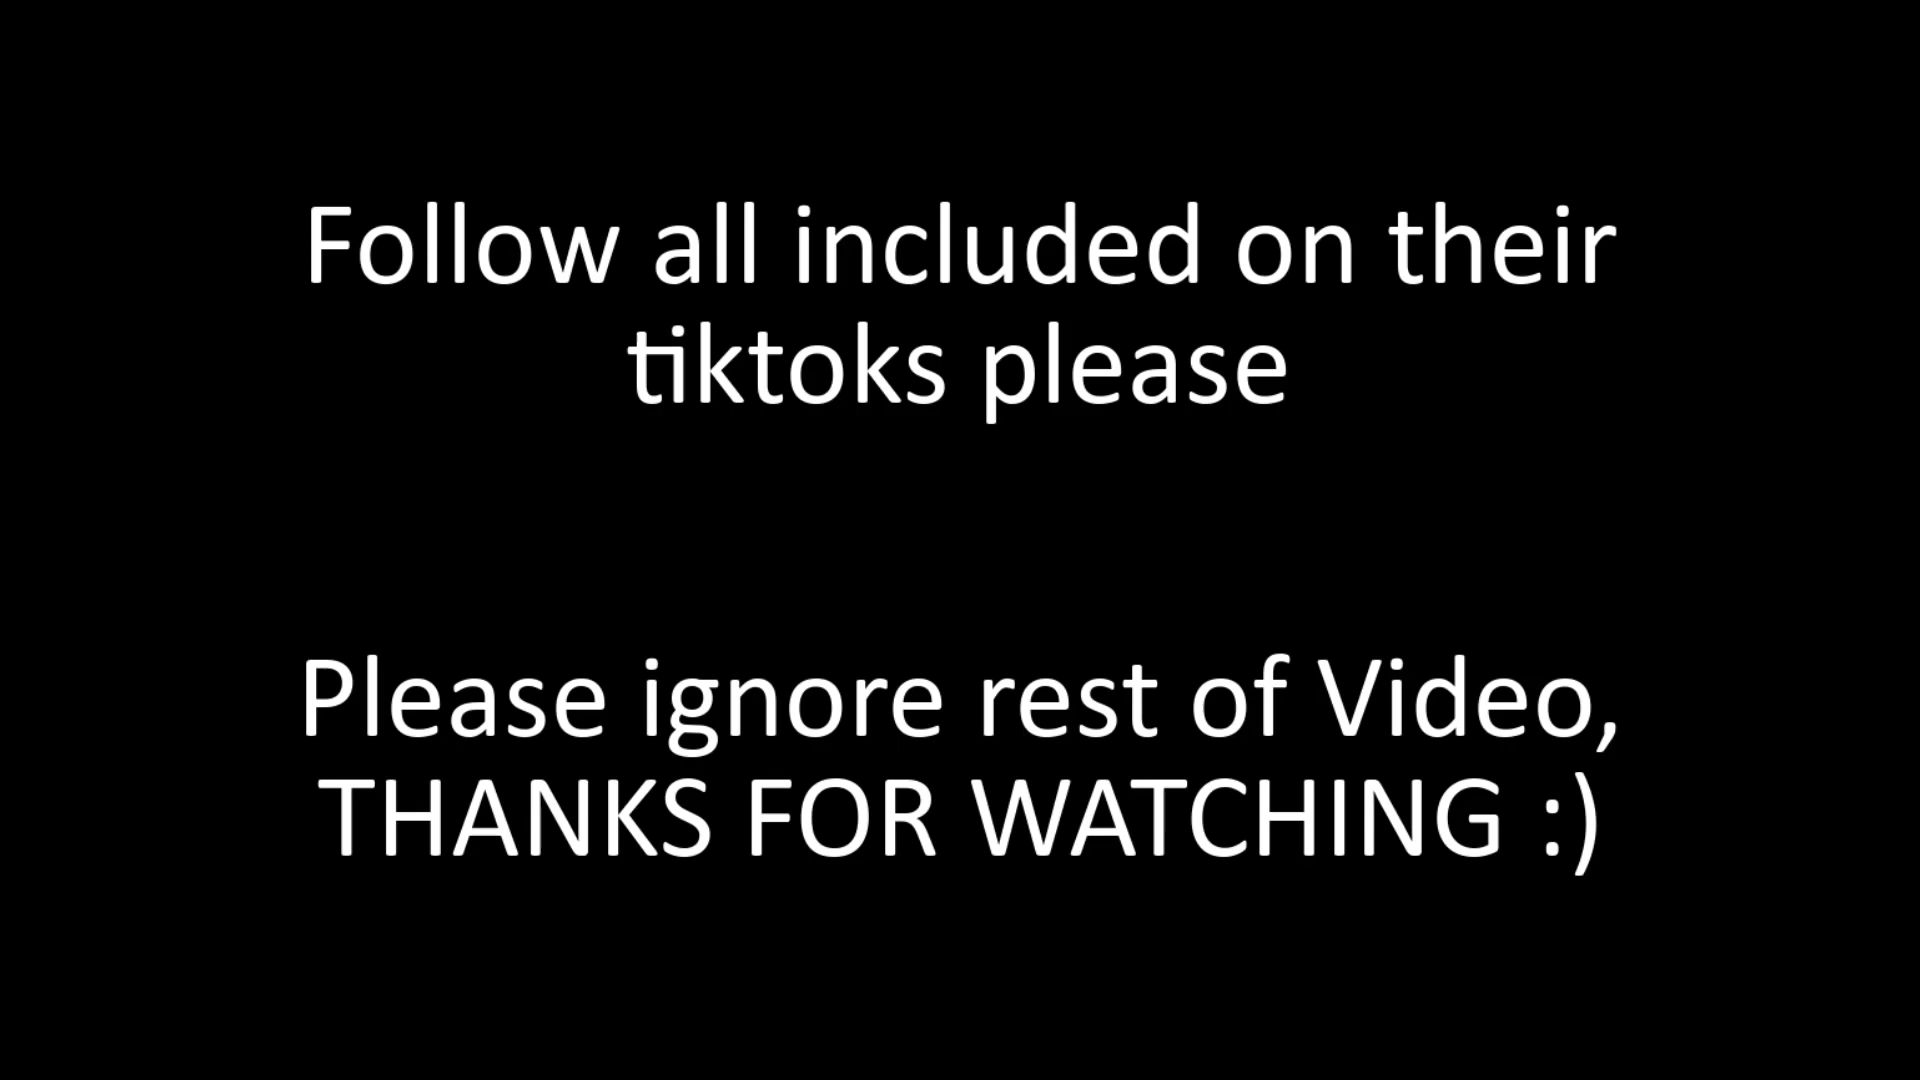 Follow all included on their
tiktoks please
Please ignore rest of Video,
THANKS FOR WATCHING :)